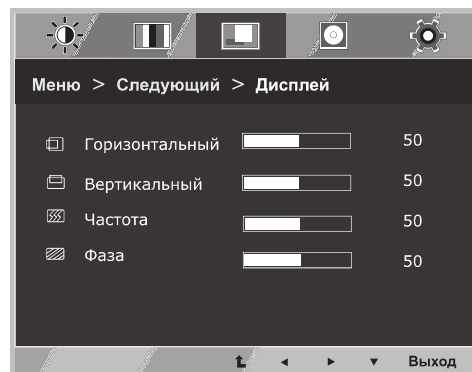 Меню > Следующий > Дисплей
Горизонтальный 50
Вертикальный 50
Частота 50
Фаза 50
Выход